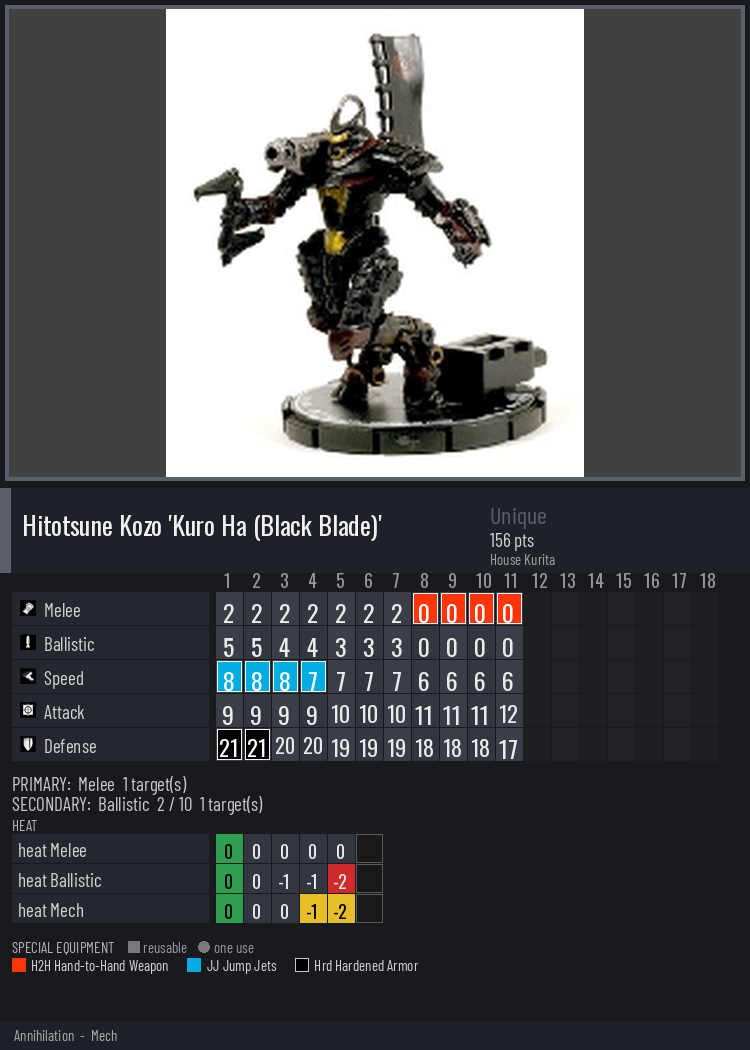 Hitotsune Kozo 'Kuro Ha (Black Blade)'
Unique
156 pts
House Kurita
1 2 3 4 5 6 7 8 9 10 11 12 13 14 15 16 17 18
Melee 2 2 2 2 2 2 2 0 0 0 0
Ballistic 5 5 4 4 3 3 3 0 0 0 0
Speed 8 8 8 7 7 7 7 6 6 6 6
Attack 9 9 9 9 10 10 10 11 11 11 12
Defense 21 21 20 20 19 19 19 18 18 18 17
PRIMARY: Melee 1 target(s)
SECONDARY: Ballistic 2 / 10 1 target(s)
HEAT
heat Melee 0 0 0 0 0
heat Ballistic 0 0 -1 -1 -2
heat Mech 0 0 0 -1 -2
SPECIAL EQUIPMENT reusable one use
H2H Hand-to-Hand Weapon JJ Jump Jets Hrd Hardened Armor
Annihilation - Mech